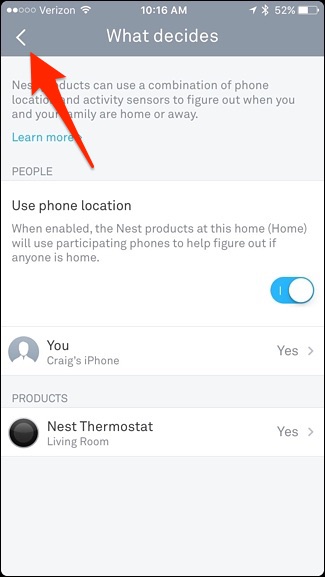 Verizon 10:16 AM 52%
What decides
Nest Products can use a combination of phone
location and activity sensors to figure out when you
and your family are home or away.
Learn more
PEOPLE
Use phone location
When enabled, the Nest products at this home (Home)
will use participating phones to help figure out if
anyone is home.
You
Craig's iPhone
Yes
PRODUCTS
Nest Thermostat
Living Room
Yes